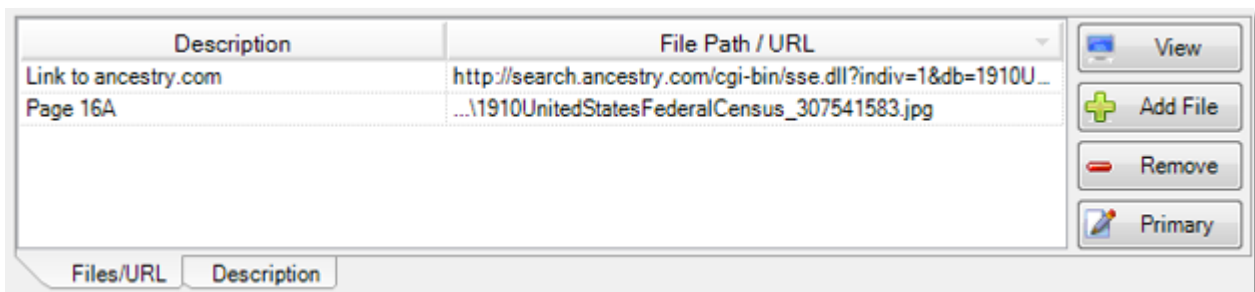 Description File Path / URL View
Link to ancestry.com http://search.ancestry.com/cgi-bin/sse.dll?indiv=1&db=1910U...
Page 16A ...\1910UnitedStatesFederalCensus_307541583.jpg Add File
Remove
Primary
Files/URL Description